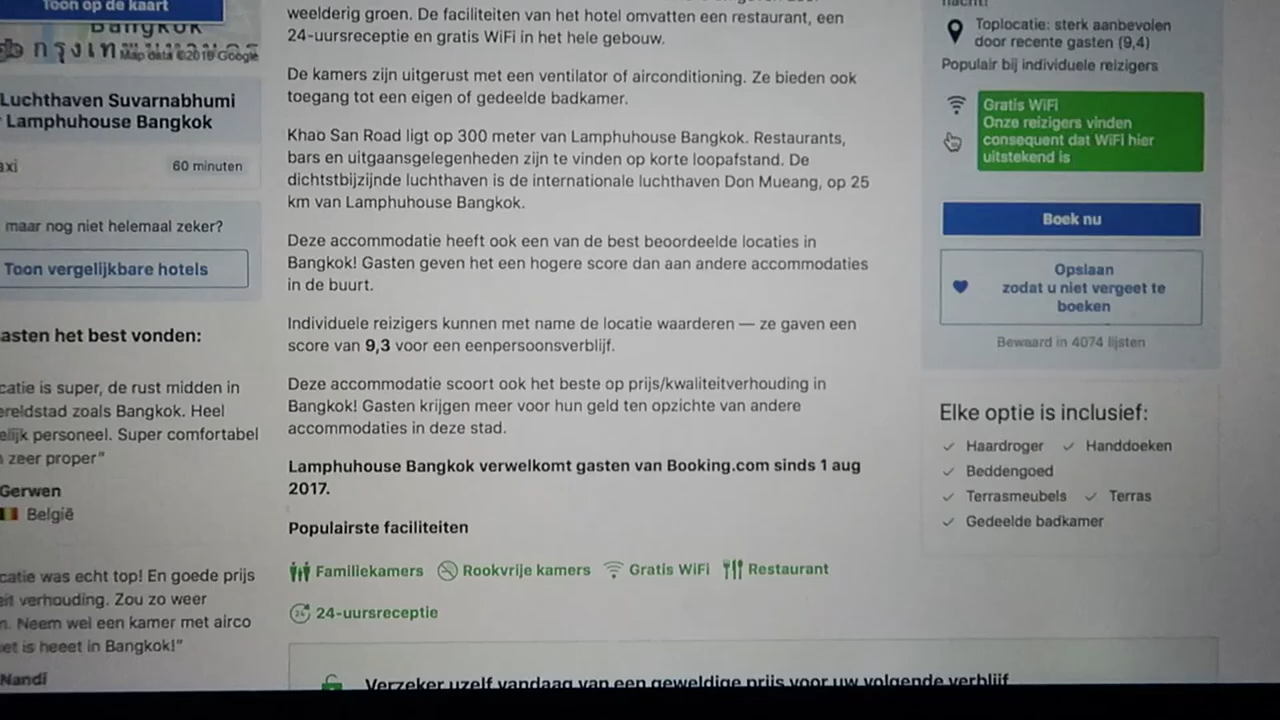 Toon op de kaart
Bangkok
กรุงเทพมหานคร
Map data ©2018 Google
Luchthaven Suvarnabhumi
Lamphuhouse Bangkok
60 minuten
maar nog niet helemaal zeker?
Toon vergelijkbare hotels
het best vonden:
is super, de rust midden in
zoals Bangkok. Heel
personeel. Super comfortabel
zeer proper"
Gerwen
België
was echt top! En goede prijs
verhouding. Zou zo weer
Neem wel een kamer met airco
is heeet in Bangkok!"
Nandi
weelderig groen. De faciliteiten van het hotel omvatten een restaurant, een
24-uursreceptie en gratis WiFi in het hele gebouw.
De kamers zijn uitgerust met een ventilator of airconditioning. Ze bieden ook
toegang tot een eigen of gedeelde badkamer.
Khao San Road ligt op 300 meter van Lamphuhouse Bangkok. Restaurants,
bars en uitgaansgelegenheden zijn te vinden op korte loopafstand. De
dichtstbijzijnde luchthaven is de internationale luchthaven Don Mueang, op 25
km van Lamphuhouse Bangkok.
Deze accommodatie heeft ook een van de best beoordeelde locaties in
Bangkok! Gasten geven het een hogere score dan aan andere accommodaties
in de buurt.
Individuele reizigers kunnen met name de locatie waarderen — ze gaven een
score van 9,3 voor een eenpersoonsverblijf.
Deze accommodatie scoort ook het beste op prijs/kwaliteitverhouding in
Bangkok! Gasten krijgen meer voor hun geld ten opzichte van andere
accommodaties in deze stad.
Lamphuhouse Bangkok verwelkomt gasten van Booking.com sinds 1 aug
2017.
Populairste faciliteiten
Familiekamers Rookvrije kamers Gratis WiFi Restaurant
24-uursreceptie
Verzeker uzelf vandaag van een geweldige prijs voor uw volgende verblijf
Toplocatie: sterk aanbevolen
door recente gasten (9,4)
Populair bij individuele reizigers
Gratis WiFi
Onze reizigers vinden
consequent dat WiFi hier
uitstekend is
Boek nu
Opslaan
zodat u niet vergeet te
boeken
Bewaard in 4074 lijsten
Elke optie is inclusief:
Haardroger Handdoeken
Beddengoed
Terrasmeubels Terras
Gedeelde badkamer